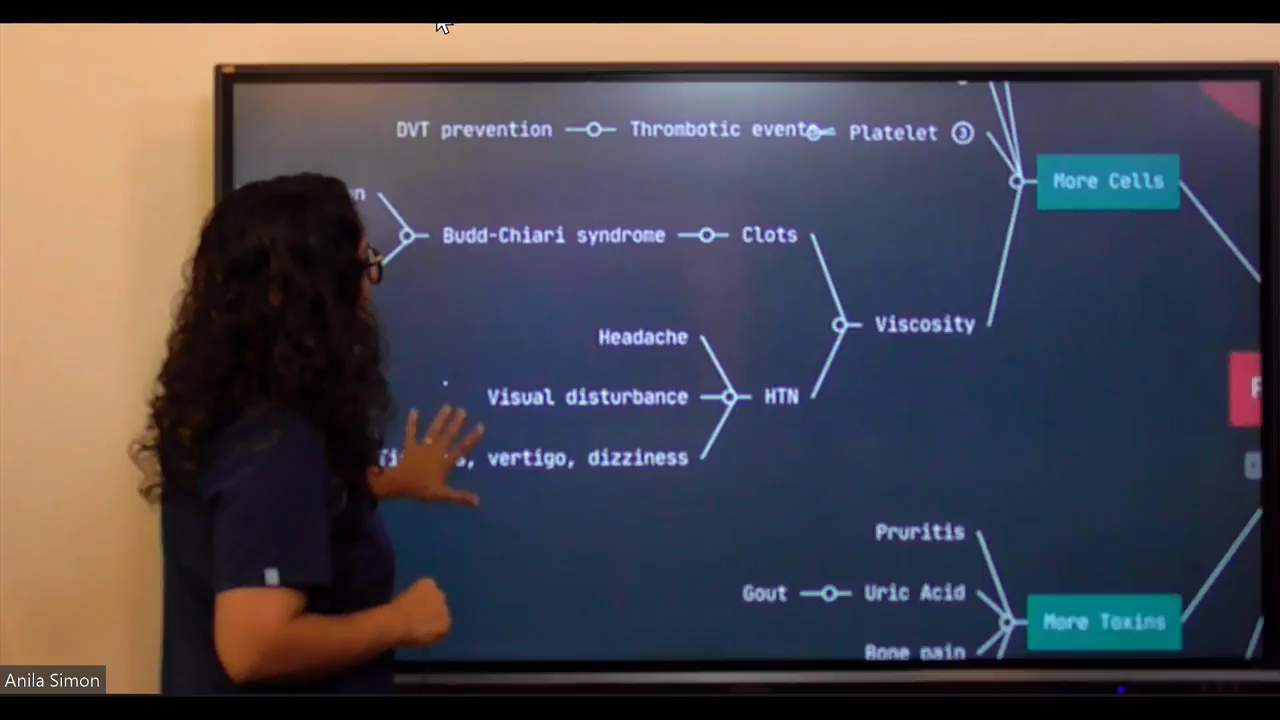 DVT prevention Thrombotic events Platelet 3
More Cells
Budd-Chiari syndrome Clots
Viscosity
Headache
Visual disturbance HTN
vertigo, dizziness
Pruritis
Gout Uric Acid
More Toxins
Bone pain
Anila Simon